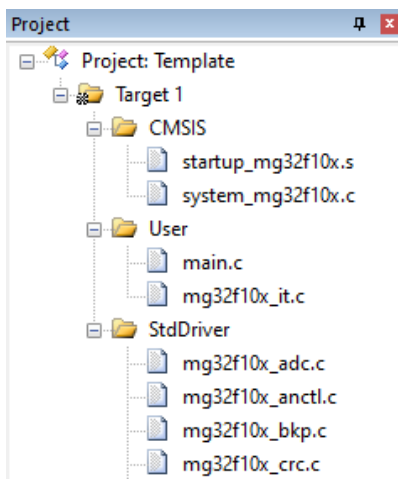 Project
Project: Template
Target 1
CMSIS
startup_mg32f10x.s
system_mg32f10x.c
User
main.c
mg32f10x_it.c
StdDriver
mg32f10x_adc.c
mg32f10x_anctl.c
mg32f10x_bkp.c
mg32f10x_crc.c